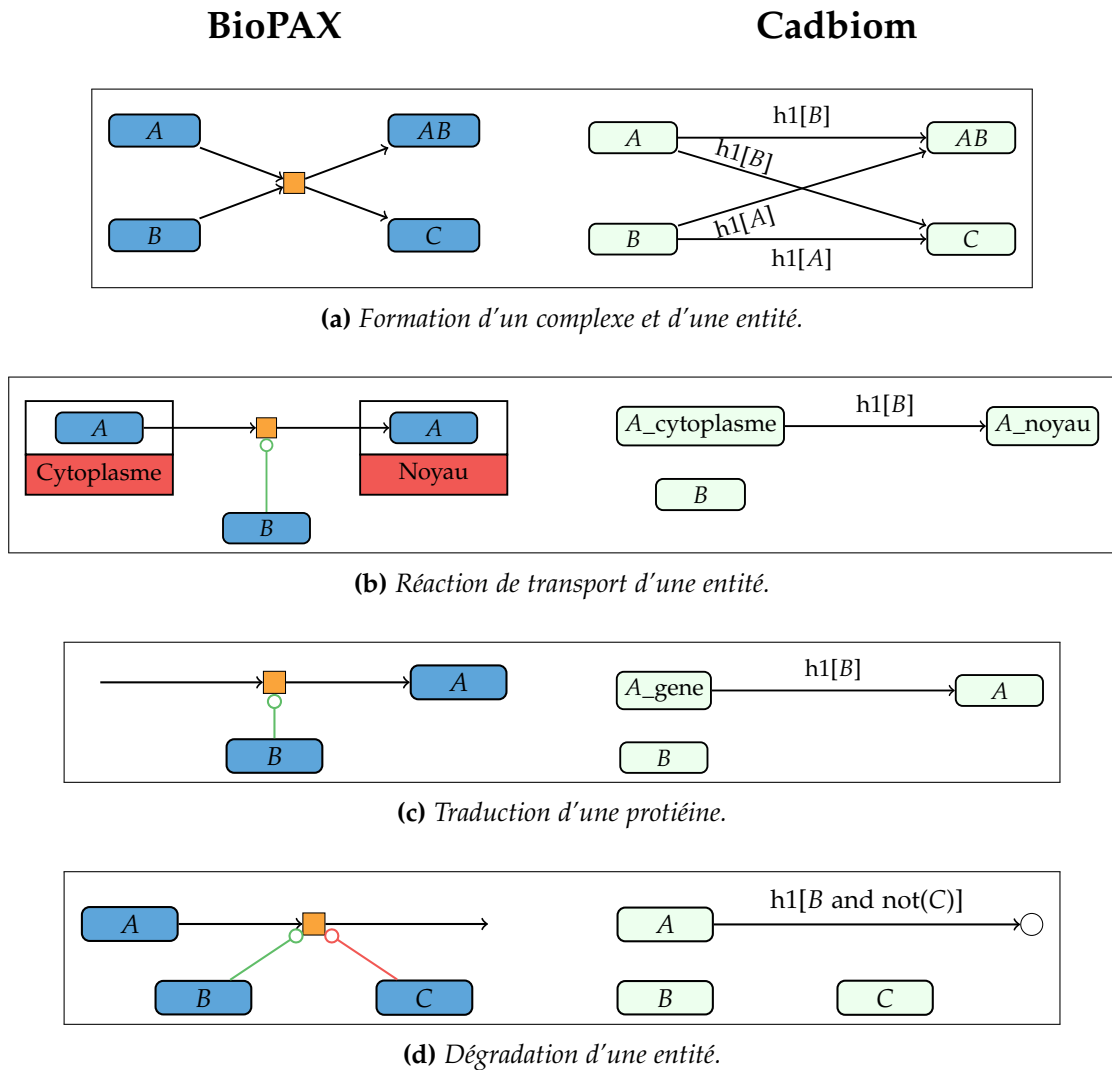 BioPAX Cadbiom
A AB A h1[B] AB
h1[B]
B C B h1[A] C
h1[A]
(a) Formation d'un complexe et d'une entité.
A A A_cytoplasme h1[B] A_noyau
Cytoplasme Noyau
B B
(b) Réaction de transport d'une entité.
A A_gene h1[B] A
B B
(c) Traduction d'une protiéine.
A A h1[B and not(C)]
B C B C
(d) Dégradation d'une entité.